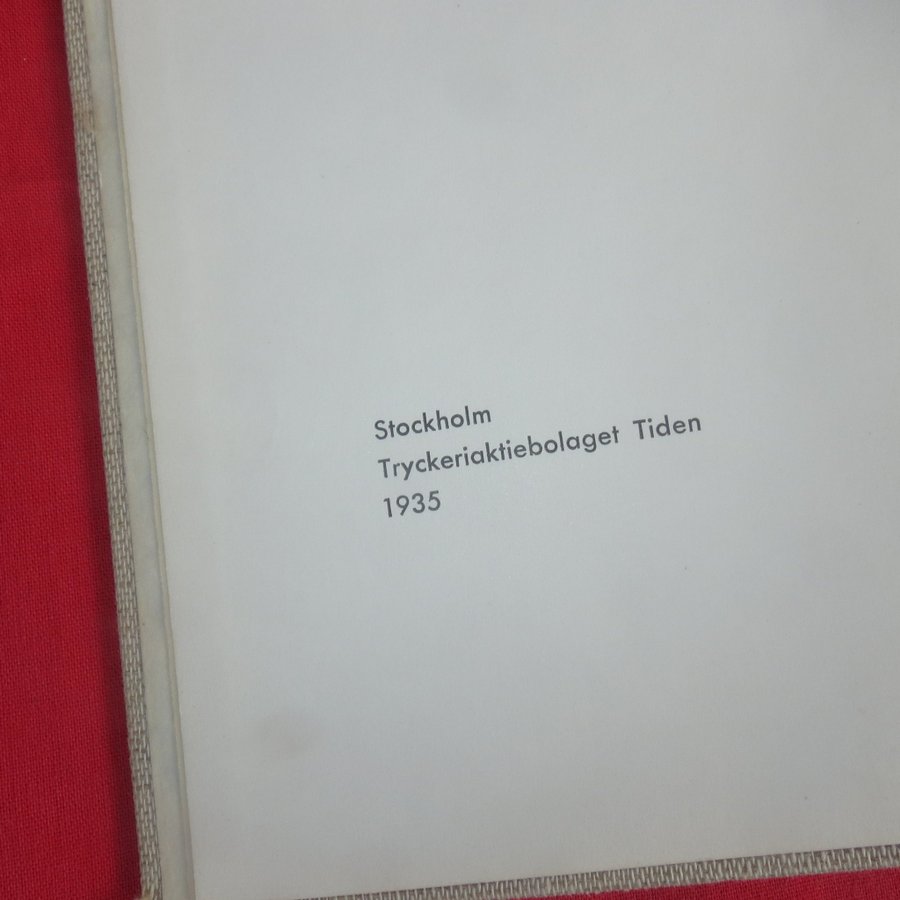 Stockholm
Tryckeriaktiebolaget Tiden
1935